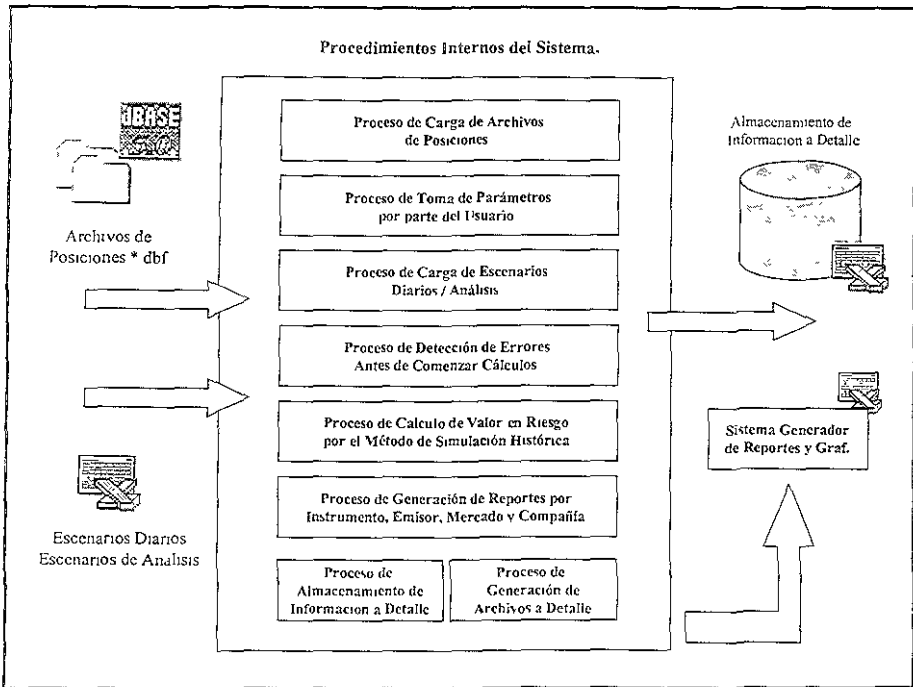 Procedimientos Internos del Sistema.
dBASE
5.0
Archivos de
Posiciones * dbf
Escenarios Diarios
Escenarios de Analisis
Proceso de Carga de Archivos
de Posiciones
Proceso de Toma de Parámetros
por parte del Usuario
Proceso de Carga de Escenarios
Diarios / Análisis
Proceso de Detección de Errores
Antes de Comenzar Cálculos
Proceso de Calculo de Valor en Riesgo
por el Método de Simulación Histórica
Proceso de Generación de Reportes por
Instrumento, Emisor, Mercado y Compañía
Proceso de
Almacenamiento de
Informacion a Detalle
Proceso de
Generación de
Archivos a Detalle
Almacenamiento de
Informacion a Detalle
Sistema Generador
de Reportes y Graf.